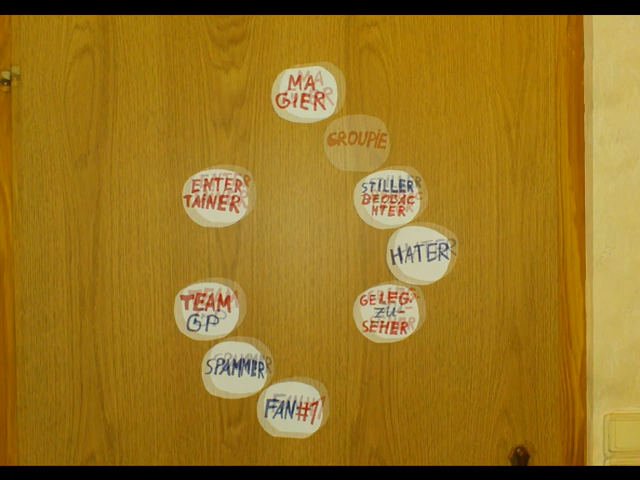 MA
GIER
GROUPIE
ENTER
TAINER
STILLER
BEOBAC
HTER
HATER
TEAM
GP
GELEG-
ZU-
SEHER
SPAMMER
FAN#1